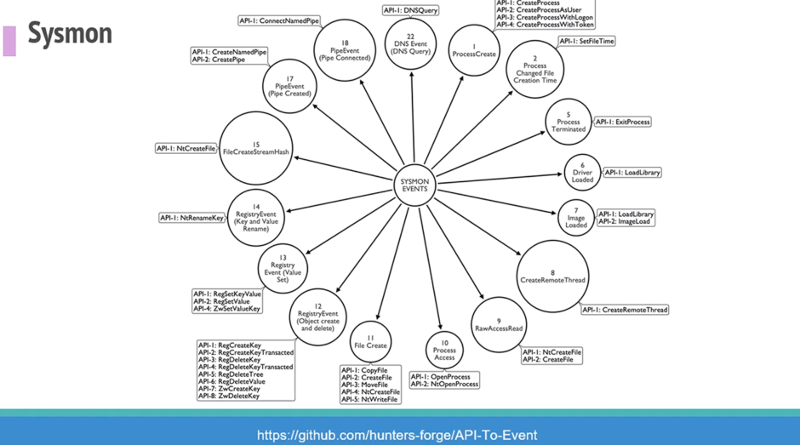 Sysmon
SYSMON
EVENTS
API-1: CreateProcess
API-2: CreateProcessAsUser
API-3: CreateProcessWithLogon
API-4: CreateProcessWithToken
1
ProcessCreate
API-1: SetFileTime
2
Process
Changed File
Creation Time
5
Process
Terminated
API-1: ExitProcess
6
Driver
Loaded
API-1: LoadLibrary
7
Image
Loaded
API-1: LoadLibrary
API-2: ImageLoad
8
CreateRemoteThread
API-1: CreateRemoteThread
9
RawAccessRead
API-1: NtCreateFile
API-2: CreateFile
10
Process
Access
API-1: OpenProcess
API-2: NtOpenProcess
11
File Create
API-1: CopyFile
API-2: CreateFile
API-3: MoveFile
API-4: NtCreateFile
API-5: NtWriteFile
12
RegistryEvent
(Object create
and delete)
API-1: RegCreateKey
API-2: RegCreateKeyTransacted
API-3: RegDeleteKey
API-4: RegDeleteKeyTransacted
API-5: RegDeleteTree
API-6: RegDeleteValue
API-7: ZwCreateKey
API-8: ZwDeleteKey
13
Registry
Event (Value
Set)
API-1: RegSetKeyValue
API-2: RegSetValue
API-4: ZwSetValueKey
14
RegistryEvent
(Key and Value
Rename)
API-1: NtRenameKey
15
FileCreateStreamHash
API-1: NtCreateFile
17
PipeEvent
(Pipe Created)
API-1: CreateNamedPipe
API-2: CreatePipe
18
PipeEvent
(Pipe Connected)
API-1: ConnectNamedPipe
22
DNS Event
(DNS Query)
API-1: DNSQuery
https://github.com/hunters-forge/API-To-Event